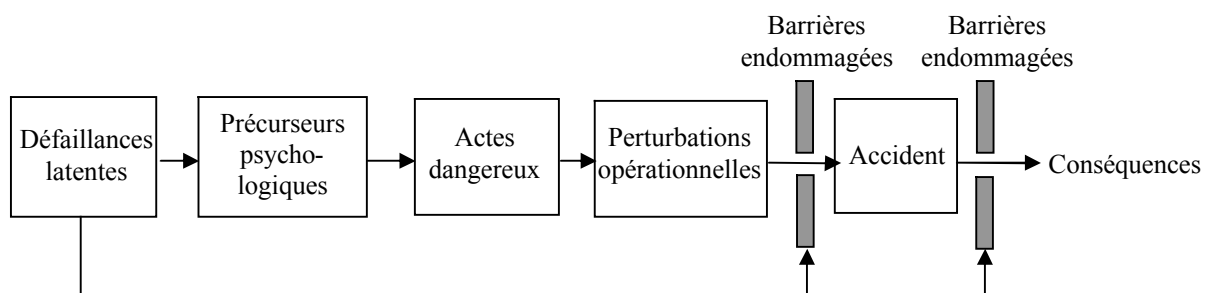 Barrières
endommagées
Barrières
endommagées
Défaillances
latentes
Précurseurs
psycho-
logiques
Actes
dangereux
Perturbations
opérationnelles
Accident
Conséquences